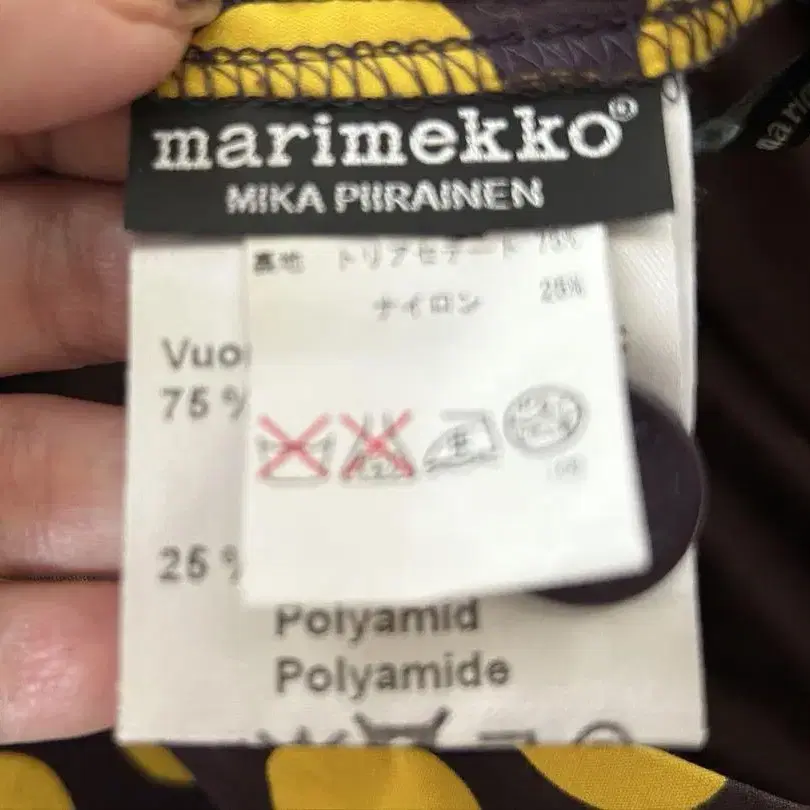 marimekko®
MIKA PIIRAINEN
裏地 トリアセテート 75%
ナイロン 25%
Vuo
75 %
25 %
Polyamid
Polyamide